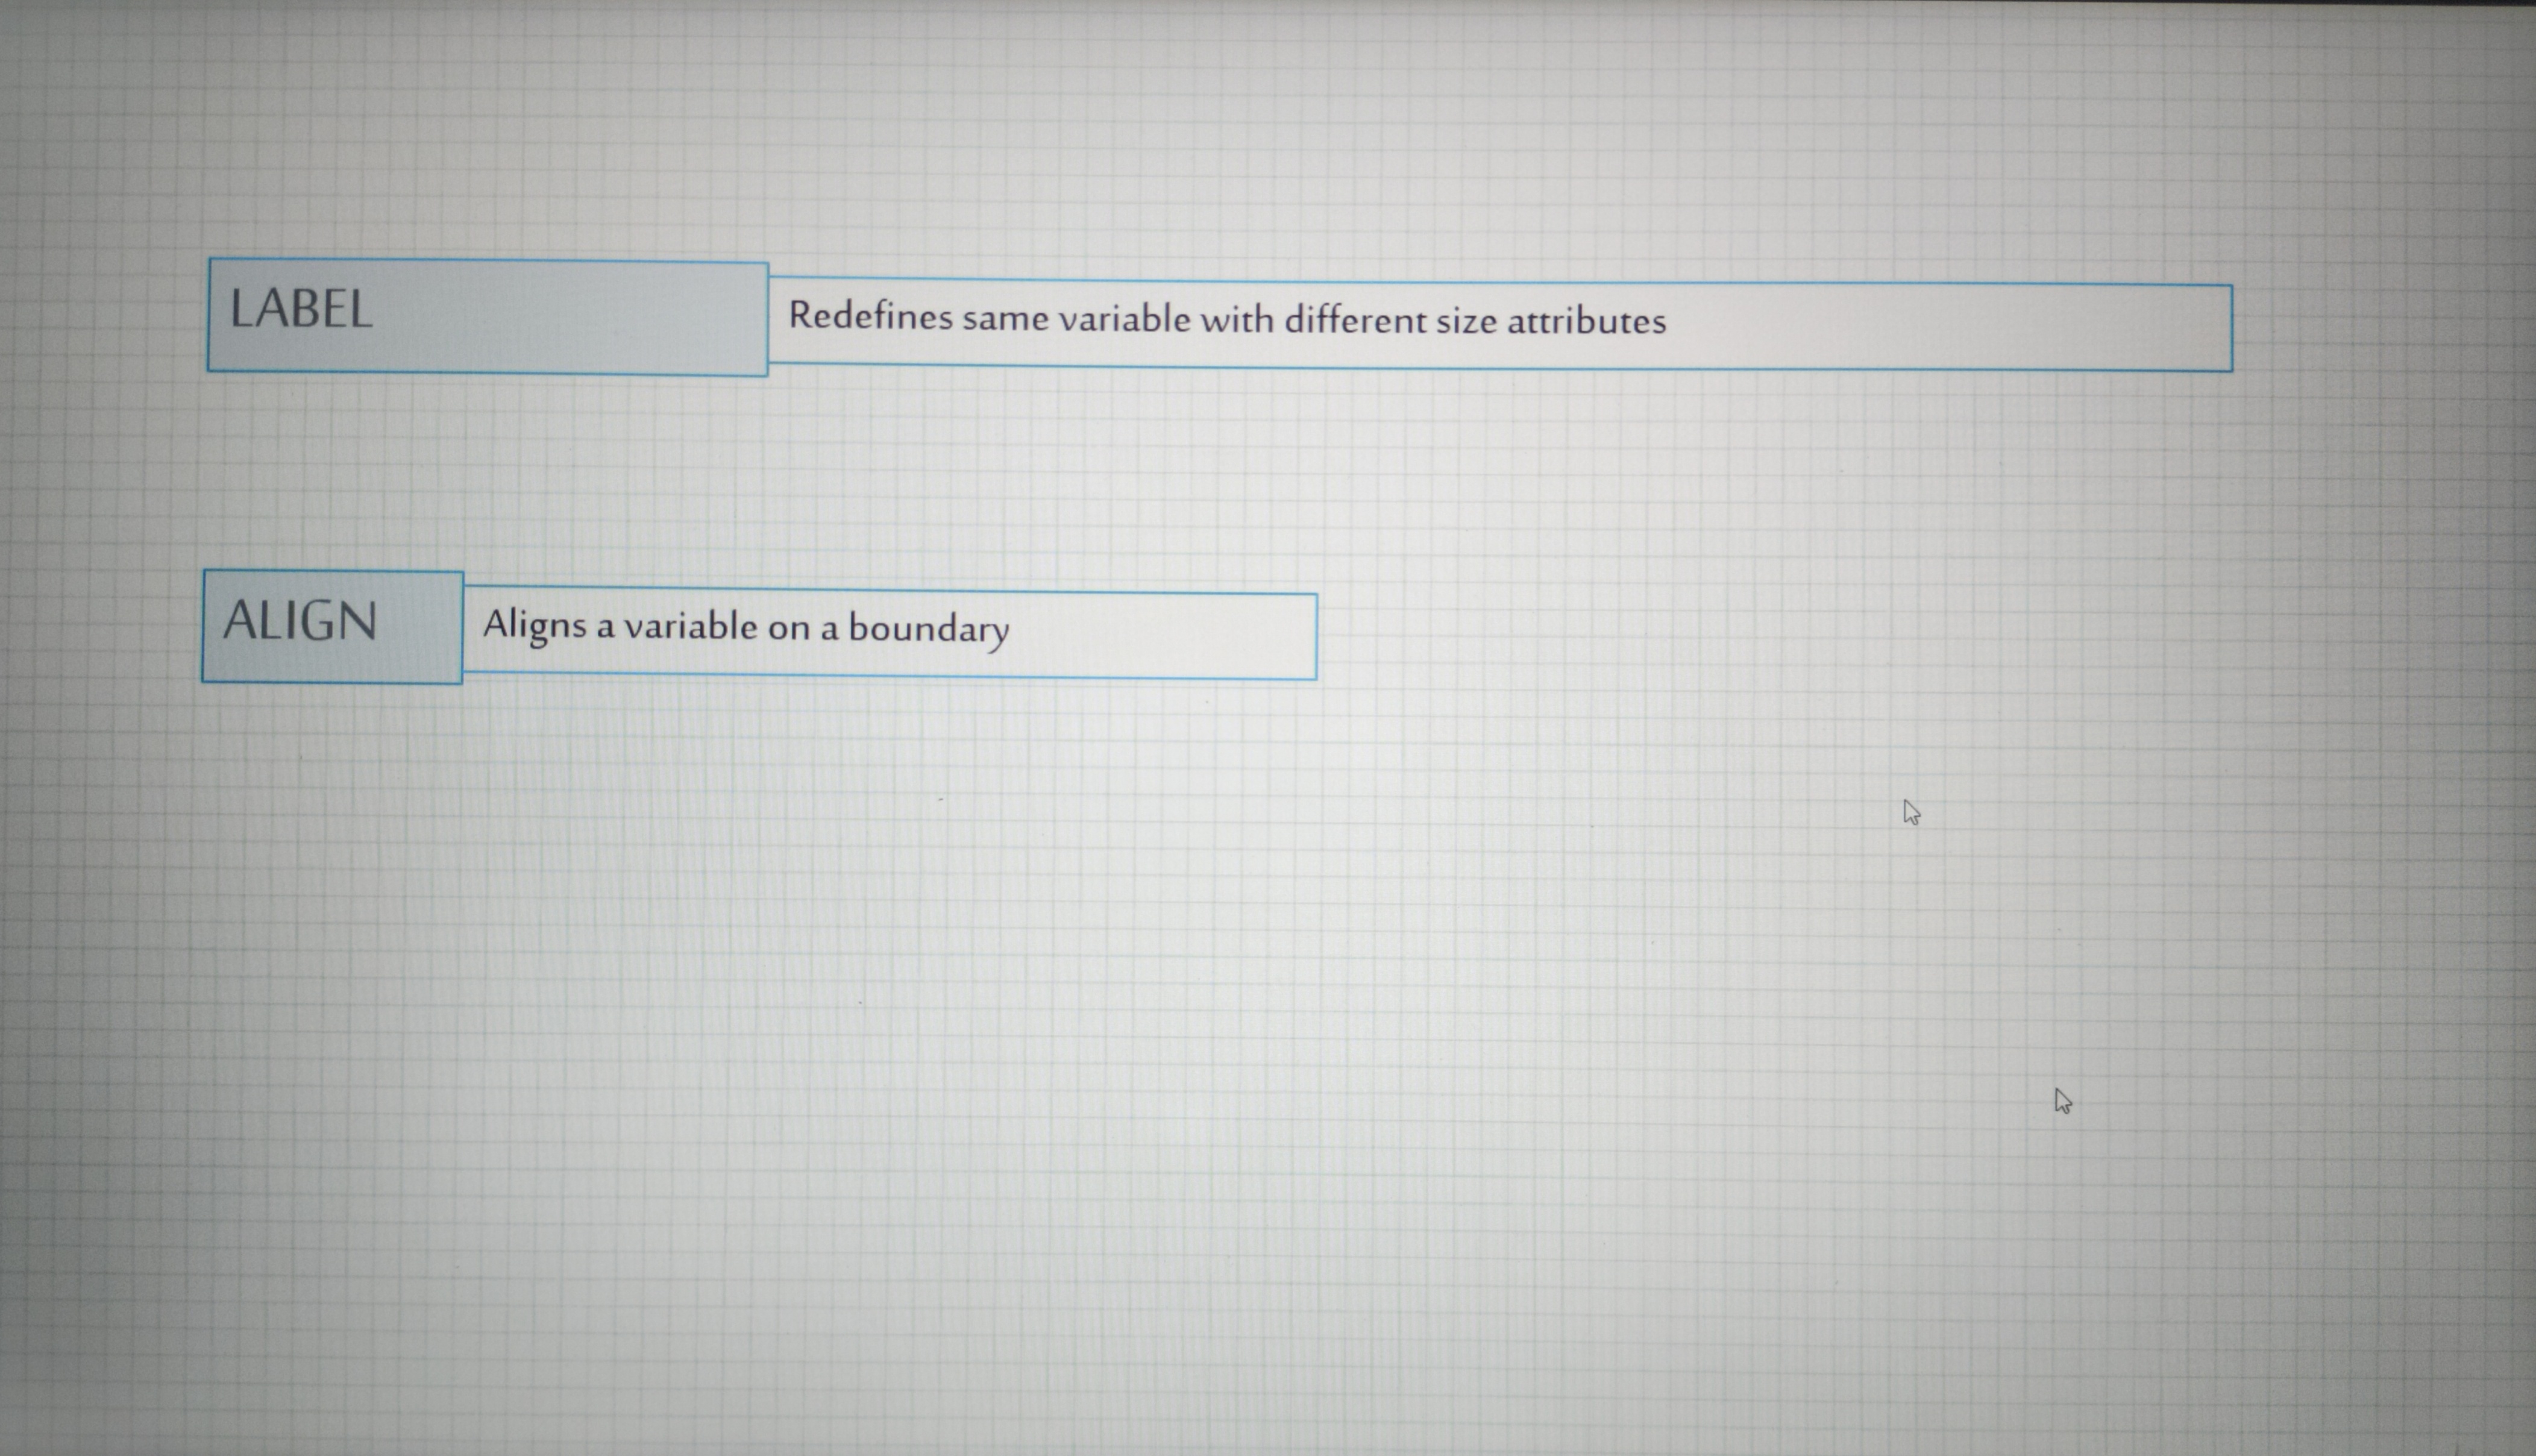 LABEL
Redefines same variable with different size attributes
ALIGN
Aligns a variable on a boundary